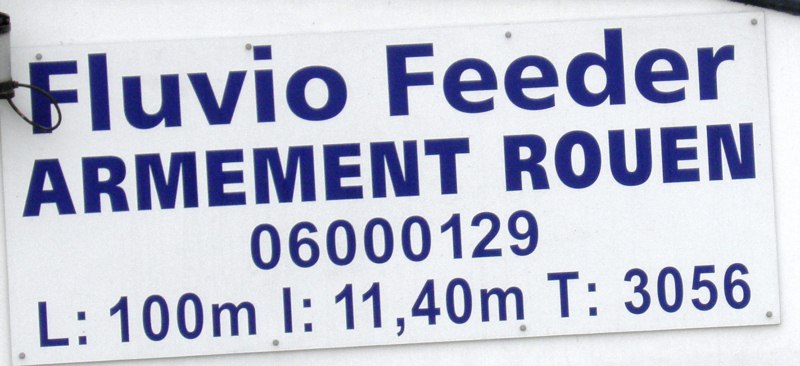 Fluvio Feeder
ARMEMENT ROUEN
06000129
L: 100m l: 11,40m T: 3056